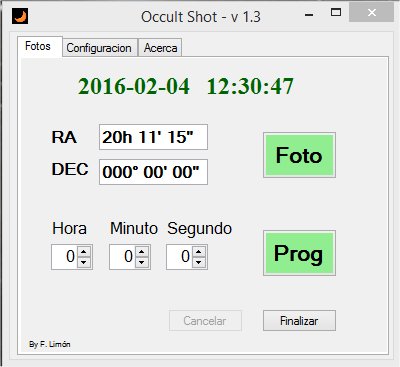 Occult Shot - v 1.3
Fotos Configuracion Acerca
2016-02-04 12:30:47
RA 20h 11' 15"
DEC 000° 00' 00"
Foto
Hora Minuto Segundo
0 0 0
Prog
Cancelar Finalizar
By F. Limón